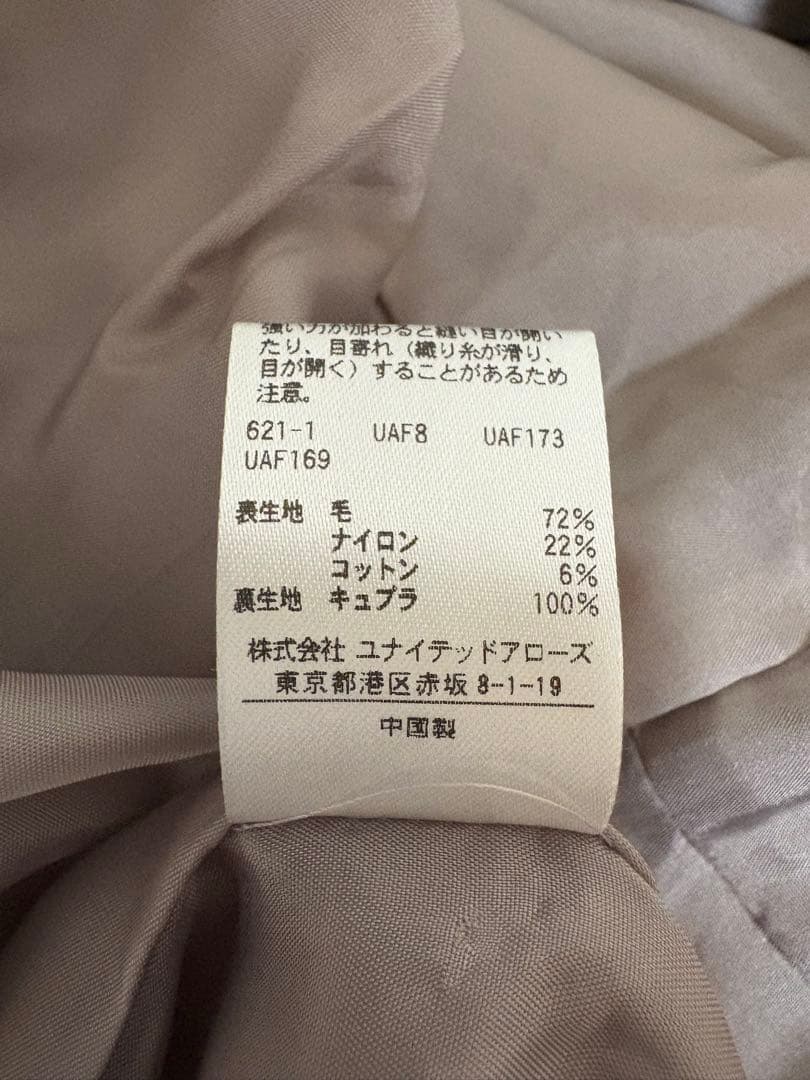 強い力が加わると縫い目が開い
たり、目寄れ（織り糸が滑り、
目が開く）することがあるため
注意。
621-1 UAF8 UAF173
UAF169
表生地 毛 72%
ナイロン 22%
コットン 6%
裏生地 キュプラ 100%
株式会社 ユナイテッドアローズ
東京都港区赤坂 8-1-19
中国製